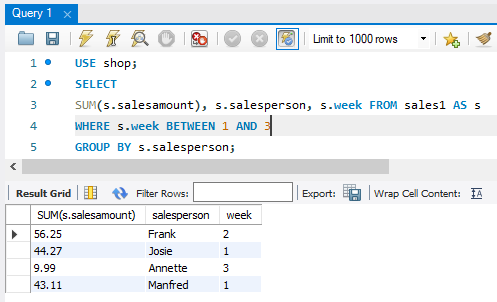 Query 1
Limit to 1000 rows
1 USE shop;
2 SELECT
3 SUM(s.salesamount), s.salesperson, s.week FROM sales1 AS s
4 WHERE s.week BETWEEN 1 AND 3
5 GROUP BY s.salesperson;
Result Grid Filter Rows: Export: Wrap Cell Content:
SUM(s.salesamount) salesperson week
56.25 Frank 2
44.27 Josie 1
9.99 Annette 3
43.11 Manfred 1